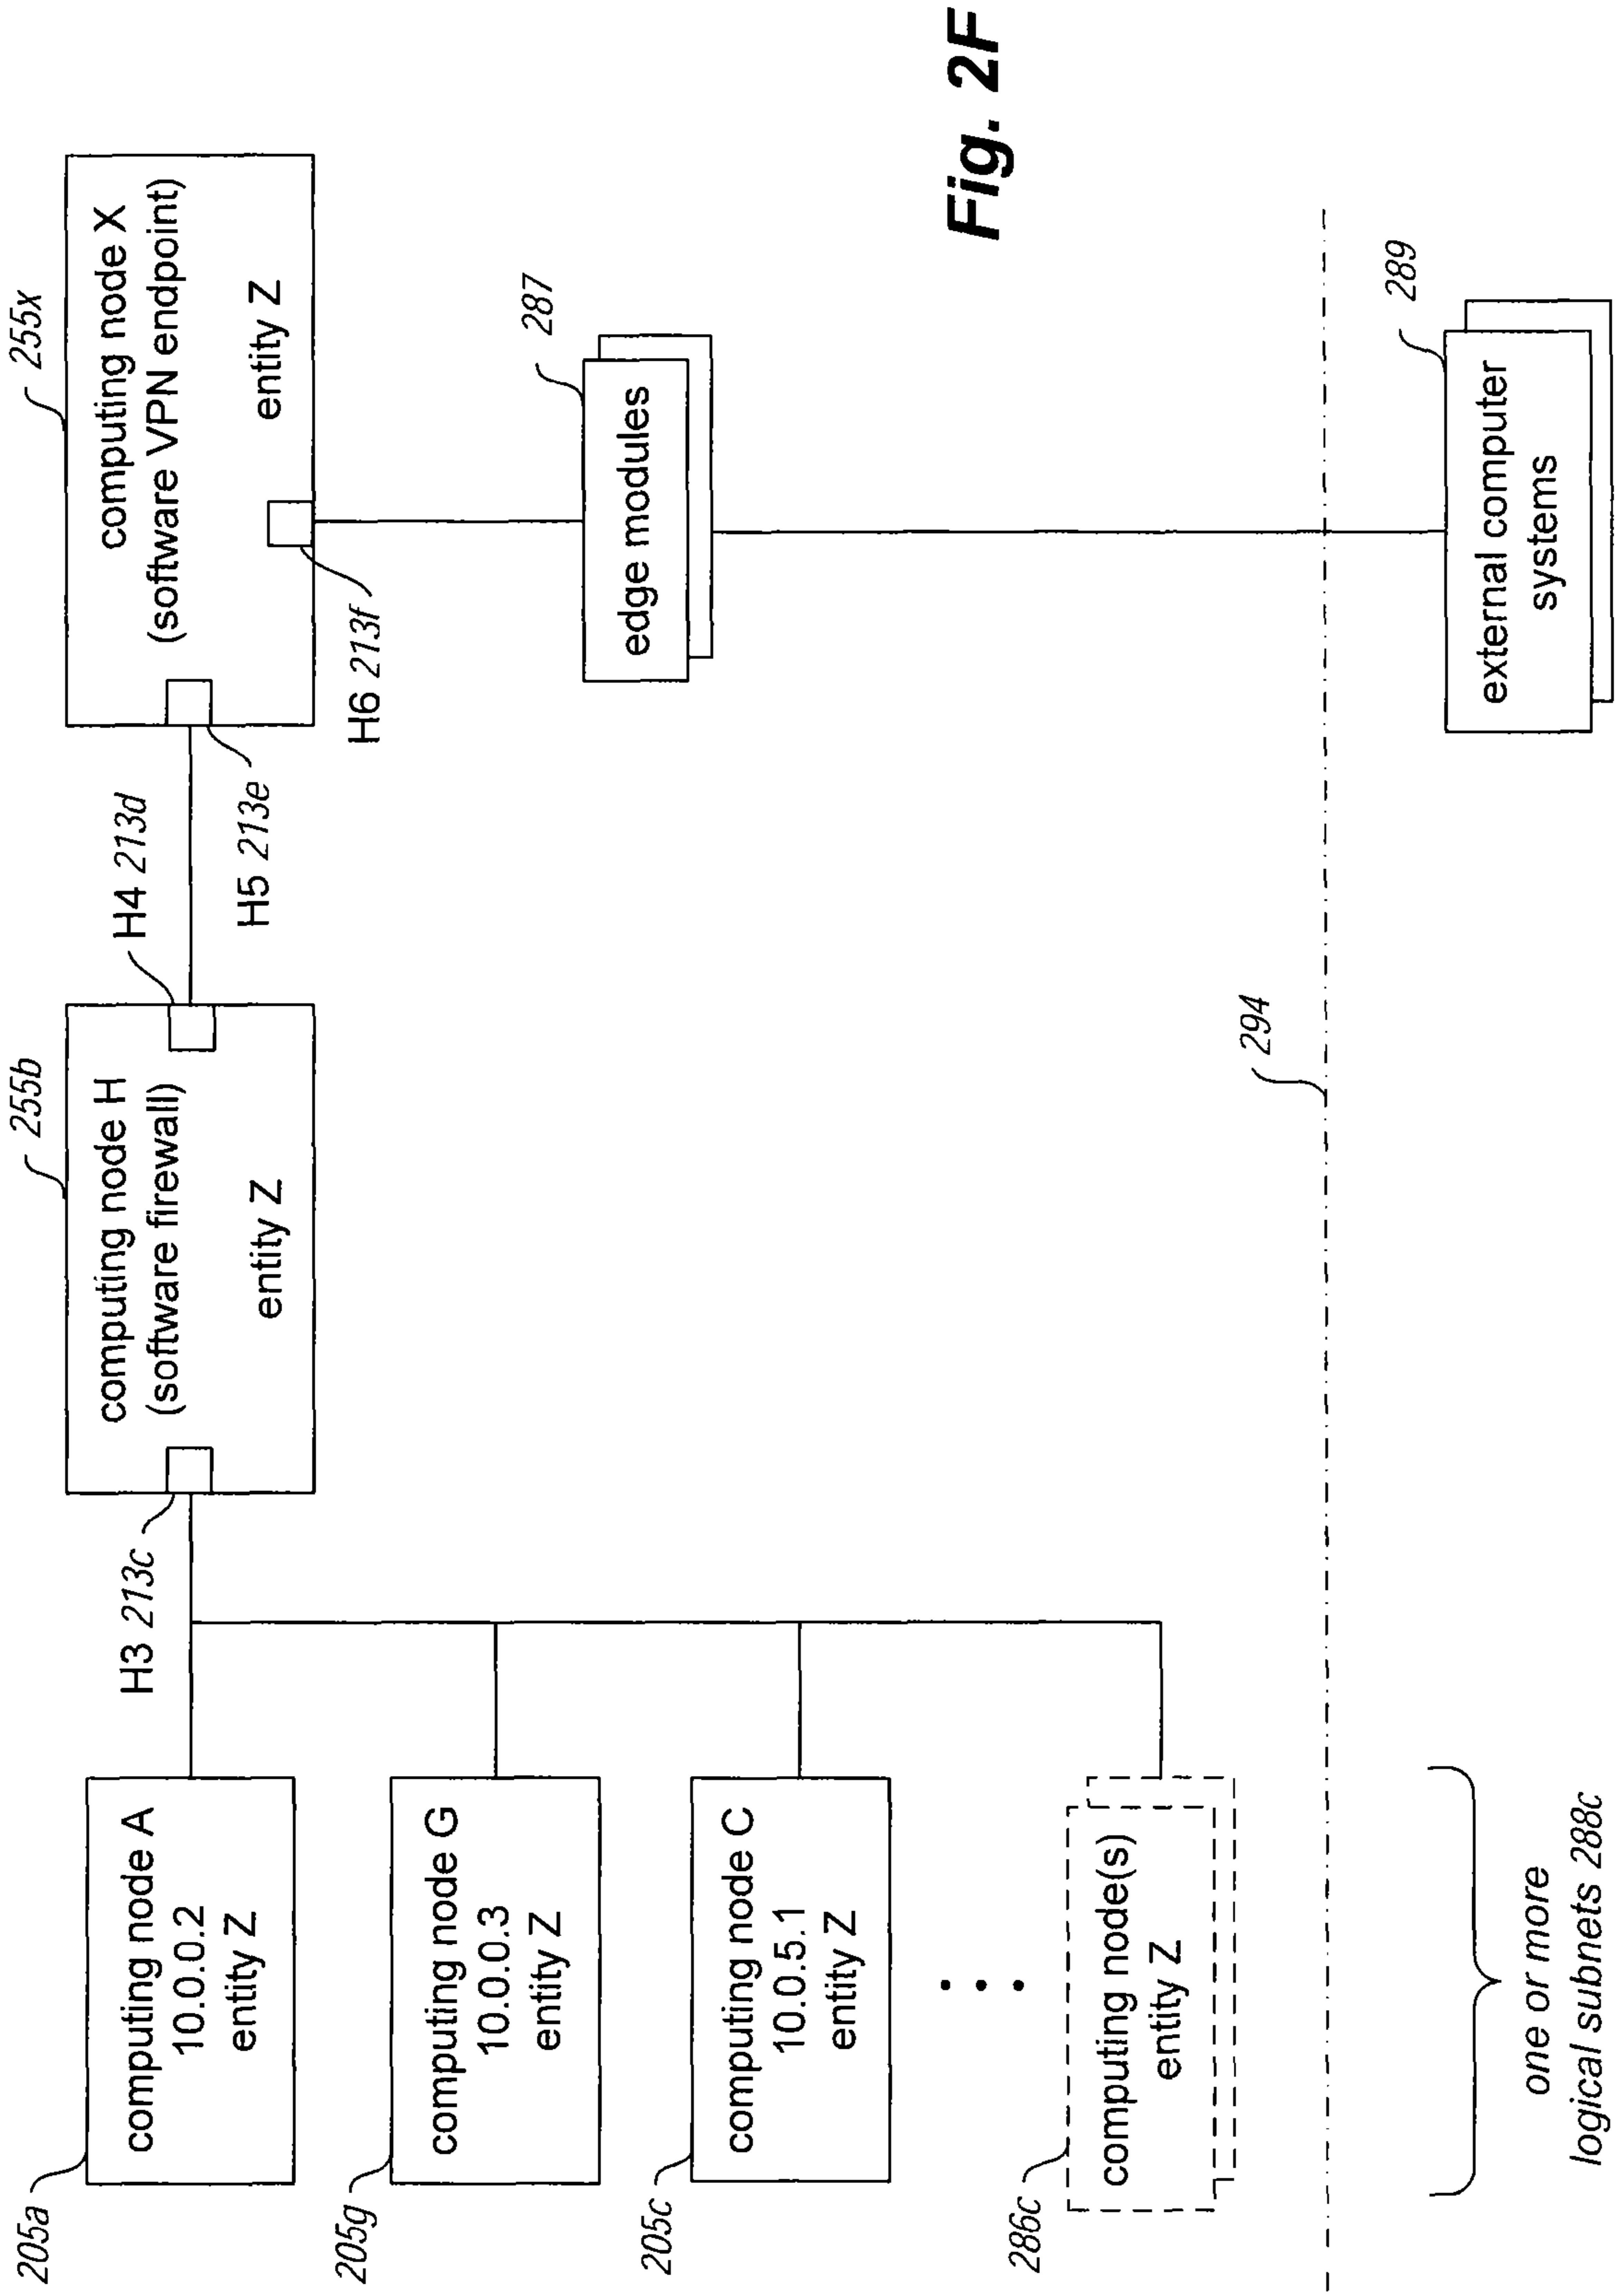 205a
computing node A
10.0.0.2
entity Z
H3 213c
255b
computing node H
(software firewall)
entity Z
H4 213d
H5 213e
255x
computing node X
(software VPN endpoint)
entity Z
H6 213f
205g
computing node G
10.0.0.3
entity Z
287
edge modules
205c
computing node C
10.0.5.1
entity Z
286c
computing node(s)
entity Z
294
289
external computer
systems
one or more
logical subnets 288c
Fig. 2F